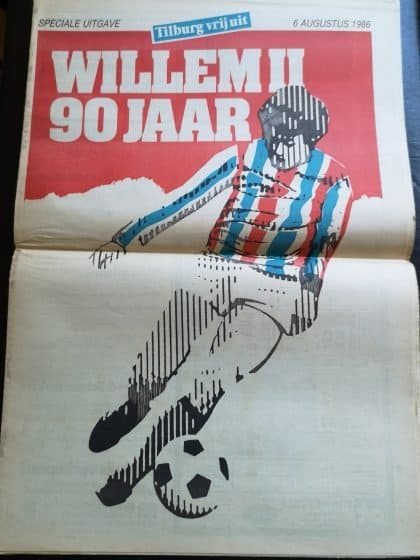 SPECIALE UITGAVE
Tilburg vrij uit
6 AUGUSTUS 1986
WILLEM II
90 JAAR